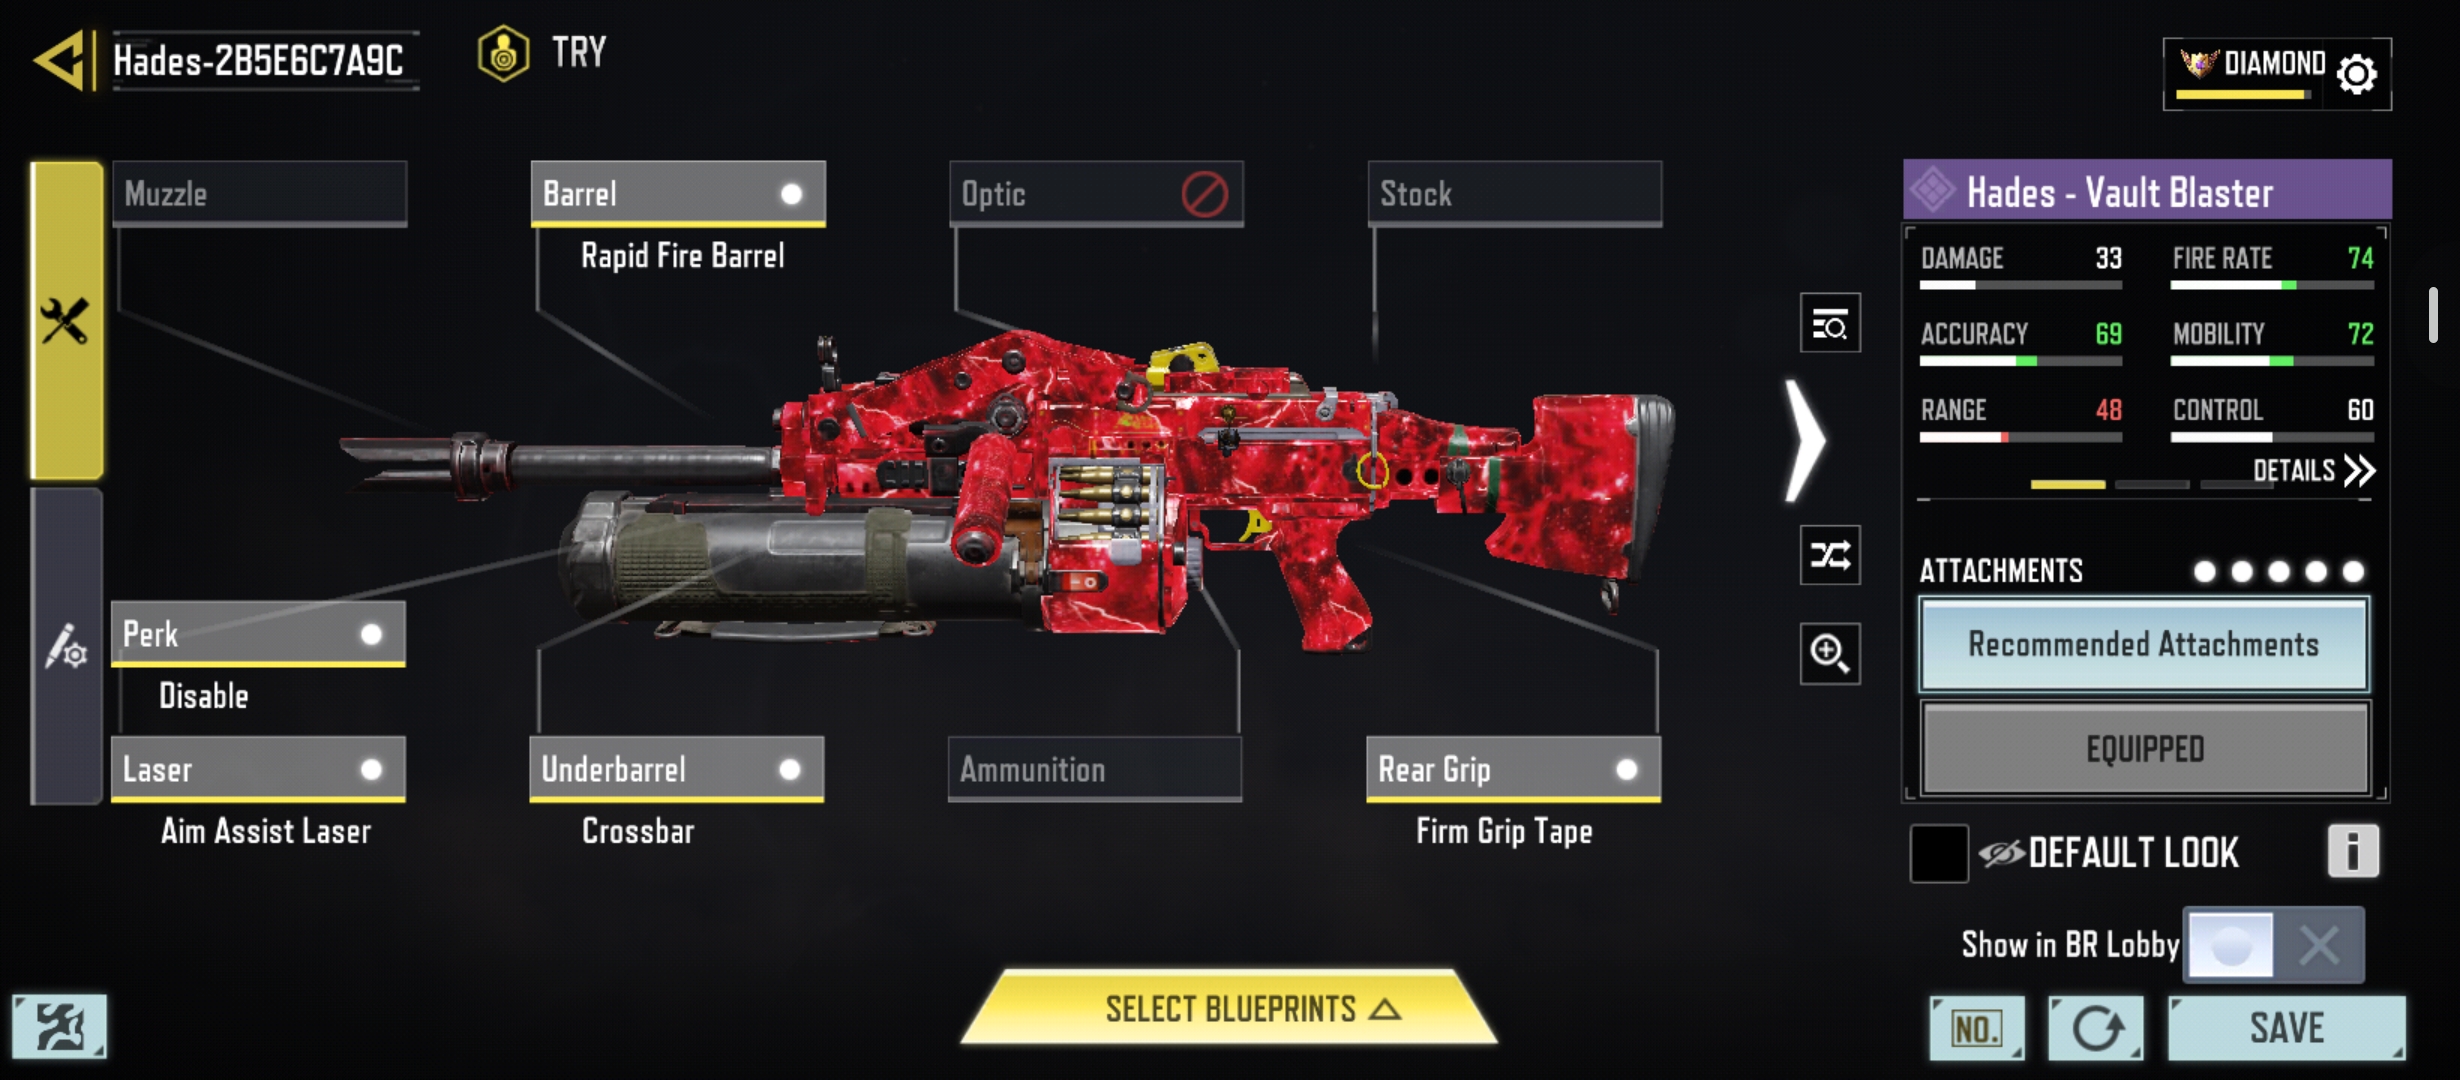 Hades-2B5E6C7A9C
TRY
DIAMOND
Muzzle
Barrel
Rapid Fire Barrel
Optic
Stock
Hades - Vault Blaster
DAMAGE 33
FIRE RATE 74
ACCURACY 69
MOBILITY 72
RANGE 48
CONTROL 60
DETAILS
ATTACHMENTS
Recommended Attachments
EQUIPPED
Perk
Disable
Laser
Aim Assist Laser
Underbarrel
Crossbar
Ammunition
Rear Grip
Firm Grip Tape
DEFAULT LOOK
i
Show in BR Lobby
SELECT BLUEPRINTS
NO.
SAVE